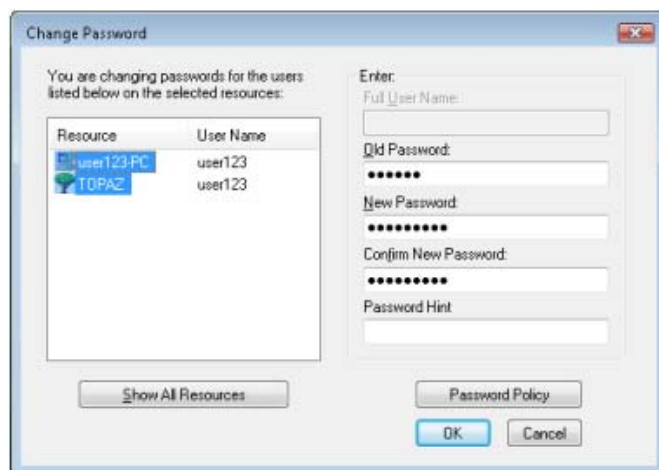 Change Password
You are changing passwords for the users
listed below on the selected resources:
Resource User Name
user123-PC user123
TOPAZ user123
Show All Resources
Enter:
Full User Name:
Old Password:
●●●●●●
New Password:
●●●●●●●●●
Confirm New Password:
●●●●●●●●●
Password Hint
Password Policy
OK Cancel